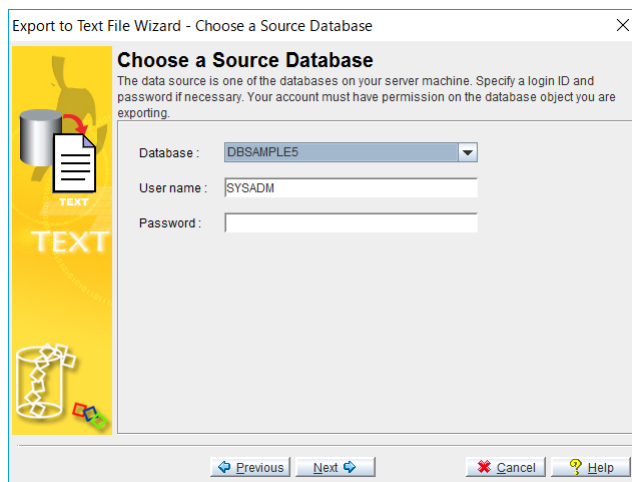 Export to Text File Wizard - Choose a Source Database
Choose a Source Database
The data source is one of the databases on your server machine. Specify a login ID and
password if necessary. Your account must have permission on the database object you are
exporting.
Database :
DBSAMPLE5
User name :
SYSADM
Password :
TEXT
TEXT
Previous
Next
Cancel
Help